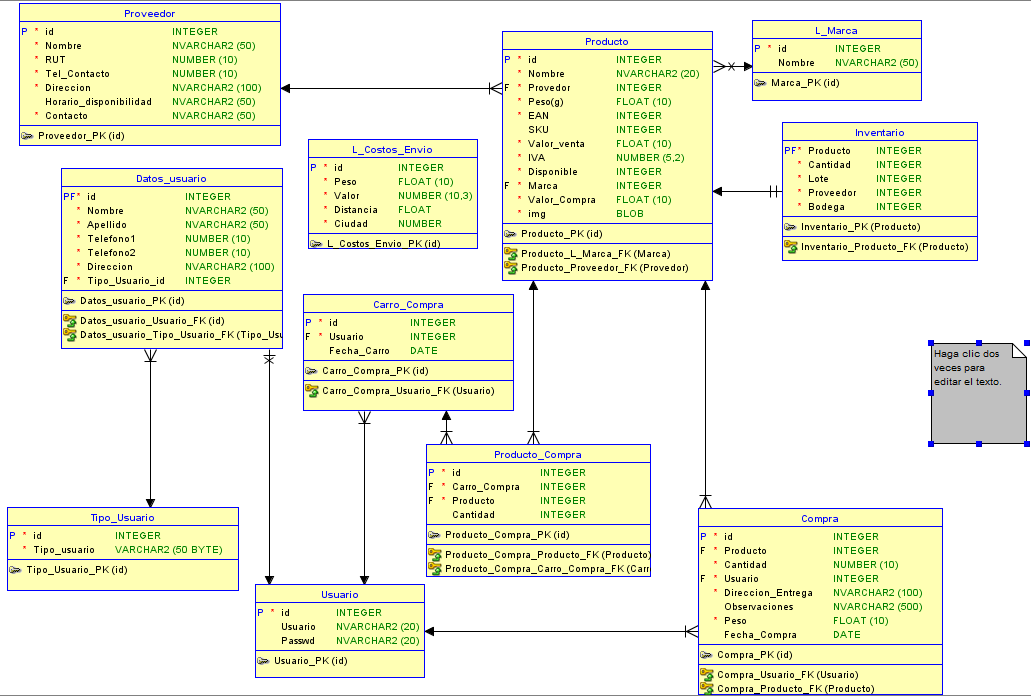 Proveedor
P * id INTEGER
* Nombre NVARCHAR2 (50)
* RUT NUMBER (10)
* Tel_Contacto NUMBER (10)
* Direccion NVARCHAR2 (100)
Horario_disponibilidad NVARCHAR2 (50)
* Contacto NVARCHAR2 (50)
Proveedor_PK (id)
Producto
P * id INTEGER
* Nombre NVARCHAR2 (20)
F * Provedor INTEGER
* Peso(g) FLOAT (10)
* EAN INTEGER
SKU INTEGER
* Valor_venta FLOAT (10)
* IVA NUMBER (5,2)
* Disponible INTEGER
F * Marca INTEGER
* Valor_Compra FLOAT (10)
* img BLOB
Producto_PK (id)
Producto_L_Marca_FK (Marca)
Producto_Proveedor_FK (Provedor)
L_Marca
P * id INTEGER
Nombre NVARCHAR2 (50)
Marca_PK (id)
L_Costos_Envio
P * id INTEGER
* Peso FLOAT (10)
* Valor NUMBER (10,3)
* Distancia FLOAT
* Ciudad NUMBER
L_Costos_Envio_PK (id)
Inventario
PF* Producto INTEGER
* Cantidad INTEGER
* Lote INTEGER
* Proveedor INTEGER
* Bodega INTEGER
Inventario_PK (Producto)
Inventario_Producto_FK (Producto)
Datos_usuario
PF* id INTEGER
* Nombre NVARCHAR2 (50)
* Apellido NVARCHAR2 (50)
* Telefono1 NUMBER (10)
* Telefono2 NUMBER (10)
* Direccion NVARCHAR2 (100)
F * Tipo_Usuario_id INTEGER
Datos_usuario_PK (id)
Datos_usuario_Usuario_FK (id)
Datos_usuario_Tipo_Usuario_FK (Tipo_Usu
Carro_Compra
P * id INTEGER
F * Usuario INTEGER
Fecha_Carro DATE
Carro_Compra_PK (id)
Carro_Compra_Usuario_FK (Usuario)
Haga clic dos
veces para
editar el texto.
Producto_Compra
P * id INTEGER
F * Carro_Compra INTEGER
F * Producto INTEGER
Cantidad INTEGER
Producto_Compra_PK (id)
Producto_Compra_Producto_FK (Producto)
Producto_Compra_Carro_Compra_FK (Carr
Tipo_Usuario
P * id INTEGER
* Tipo_usuario VARCHAR2 (50 BYTE)
Tipo_Usuario_PK (id)
Compra
P * id INTEGER
F * Producto INTEGER
* Cantidad NUMBER (10)
F * Usuario INTEGER
* Direccion_Entrega NVARCHAR2 (100)
Observaciones NVARCHAR2 (500)
* Peso FLOAT (10)
Fecha_Compra DATE
Compra_PK (id)
Compra_Usuario_FK (Usuario)
Compra_Producto_FK (Producto)
Usuario
P * id INTEGER
Usuario NVARCHAR2 (20)
Passwd NVARCHAR2 (20)
Usuario_PK (id)